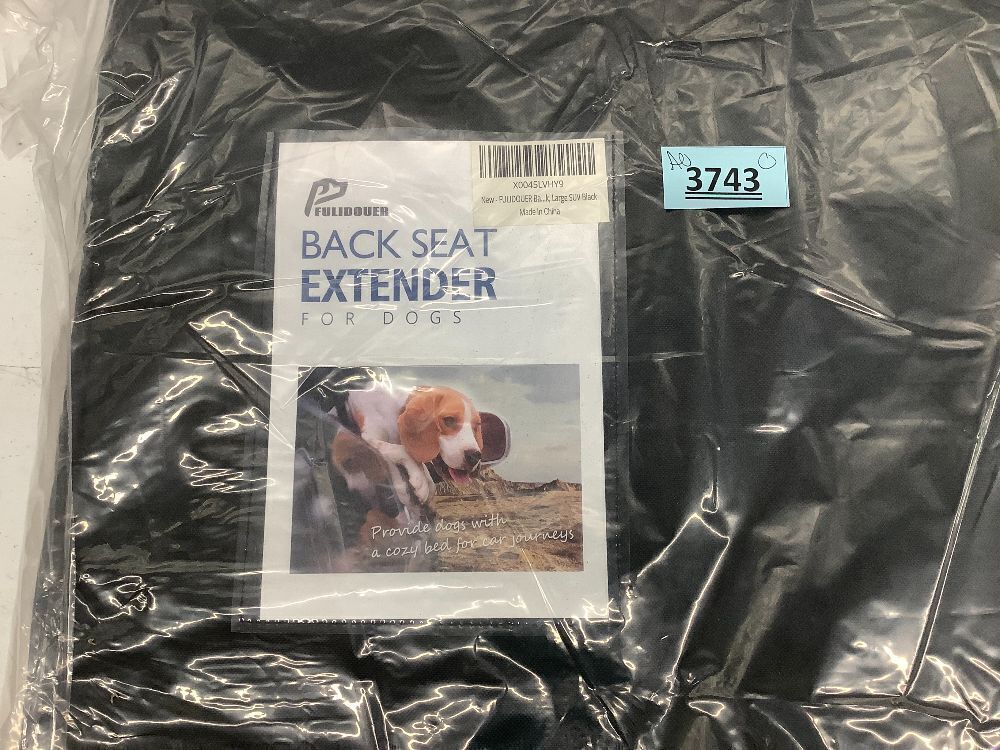 FULIDOUER
BACK SEAT
EXTENDER
FOR DOGS
Provide dogs with
a cozy bed for car journeys
X0045LVHY9
New - FULIDOUER Ba...k, Large SUV Black
Made In China
3743